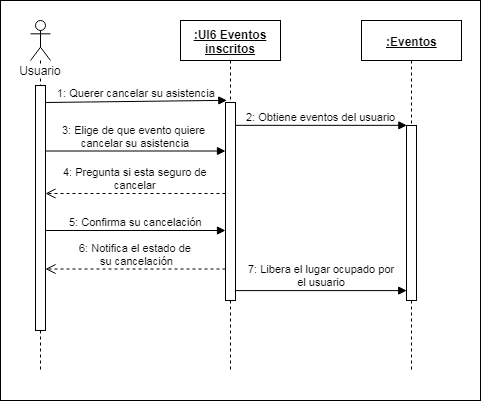 :UI6 Eventos
inscritos
:Eventos
Usuario
1: Querer cancelar su asistencia
2: Obtiene eventos del usuario
3: Elige de que evento quiere
cancelar su asistencia
4: Pregunta si esta seguro de
cancelar
5: Confirma su cancelación
6: Notifica el estado de
su cancelación
7: Libera el lugar ocupado por
el usuario